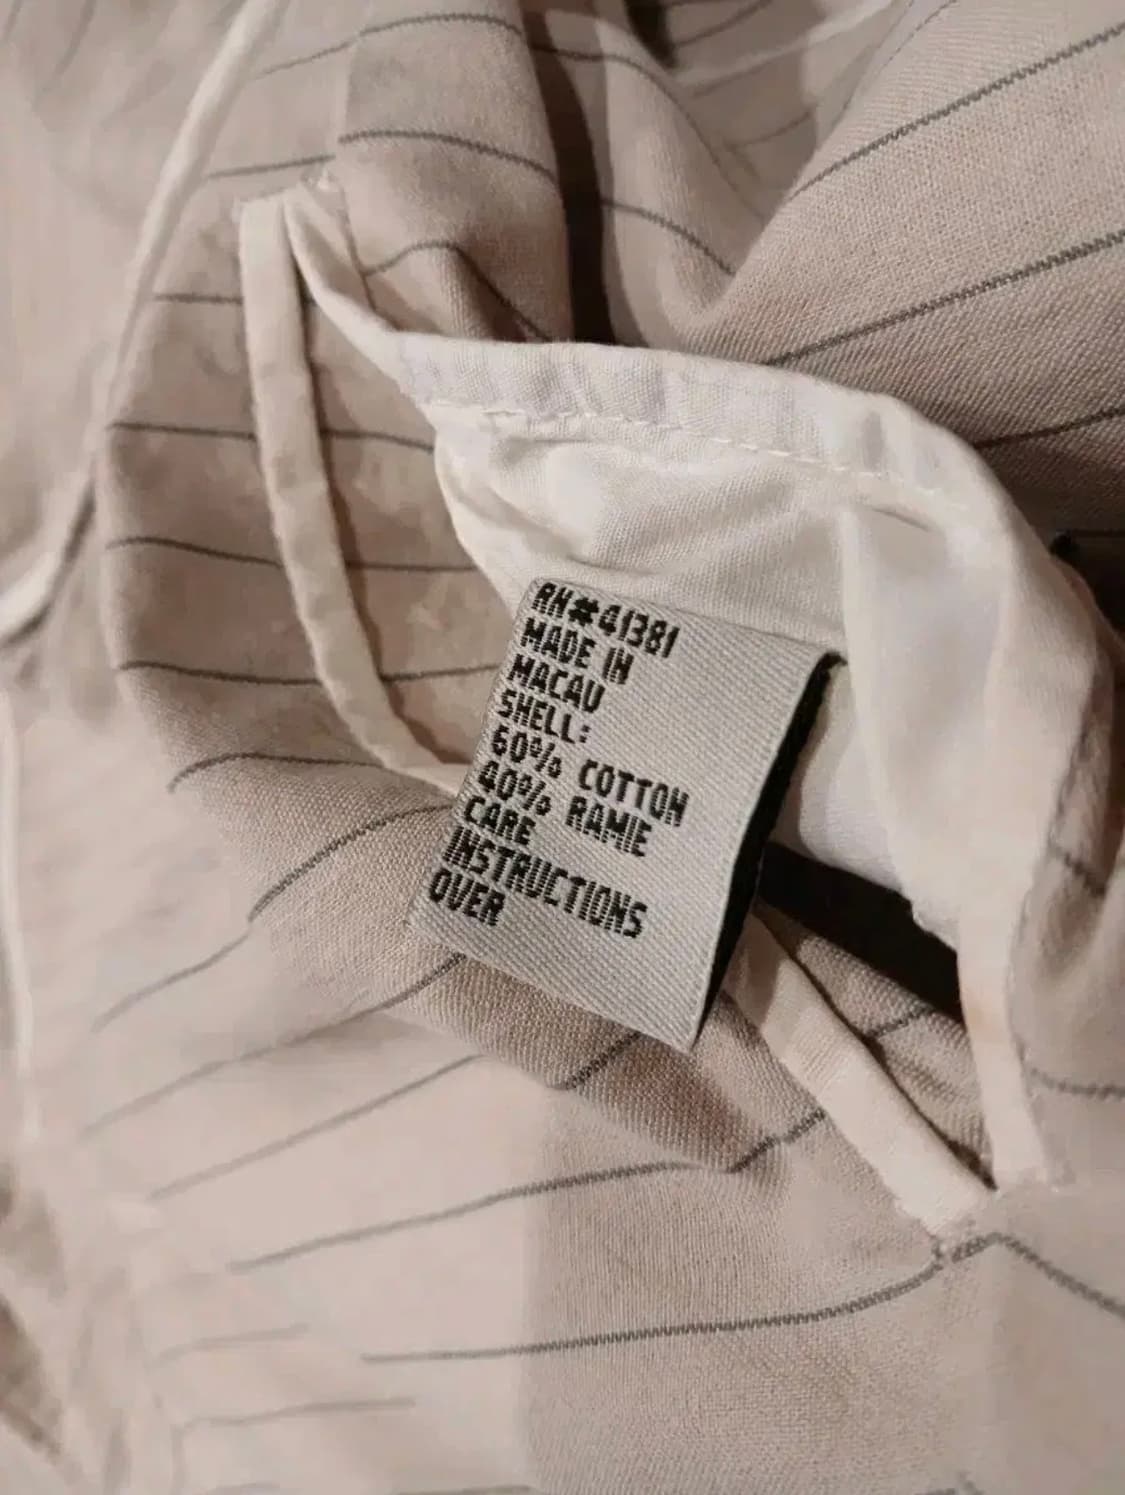 RN#41381
MADE IN
MACAU
SHELL:
60% COTTON
40% RAMIE
CARE
INSTRUCTIONS
OVER